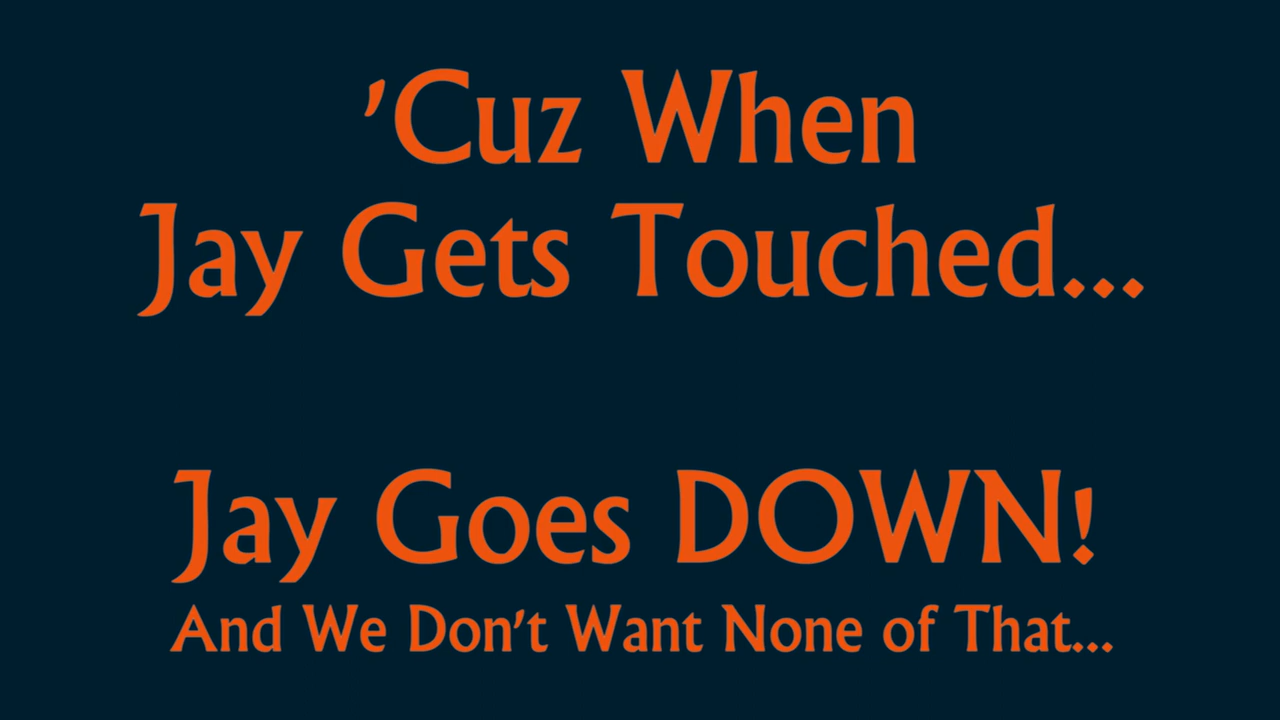 ’Cuz When
Jay Gets Touched...
Jay Goes DOWN!
And We Don’t Want None of That...